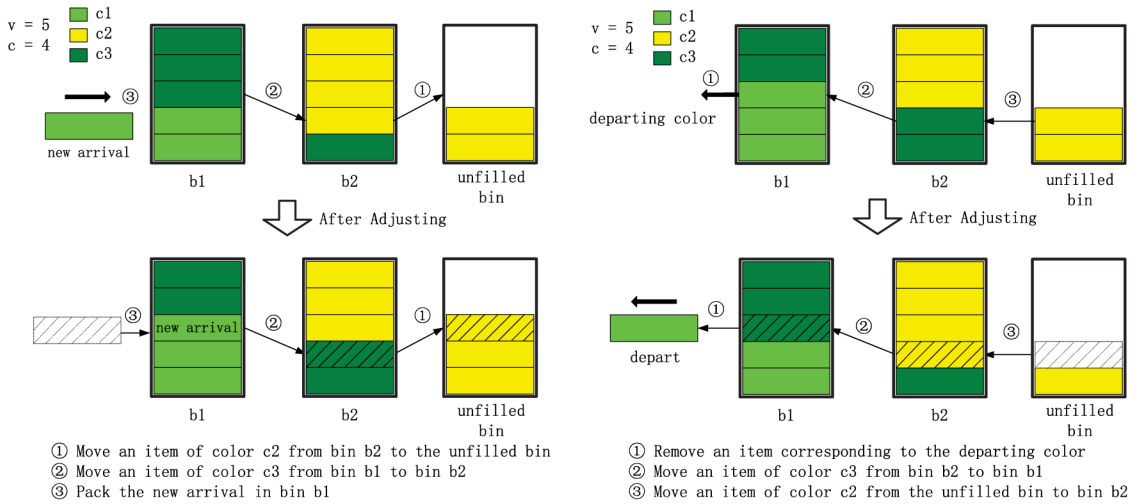 v = 5
c = 4
c1
c2
c3
③
②
①
new arrival
b1
b2
unfilled
bin
After Adjusting
③
new arrival
②
①
b1
b2
unfilled
bin
① Move an item of color c2 from bin b2 to the unfilled bin
② Move an item of color c3 from bin b1 to bin b2
③ Pack the new arrival in bin b1
v = 5
c = 4
c1
c2
c3
①
②
③
departing color
b1
b2
unfilled
bin
After Adjusting
①
②
③
depart
b1
b2
unfilled
bin
① Remove an item corresponding to the departing color
② Move an item of color c3 from bin b2 to bin b1
③ Move an item of color c2 from the unfilled bin to bin b2